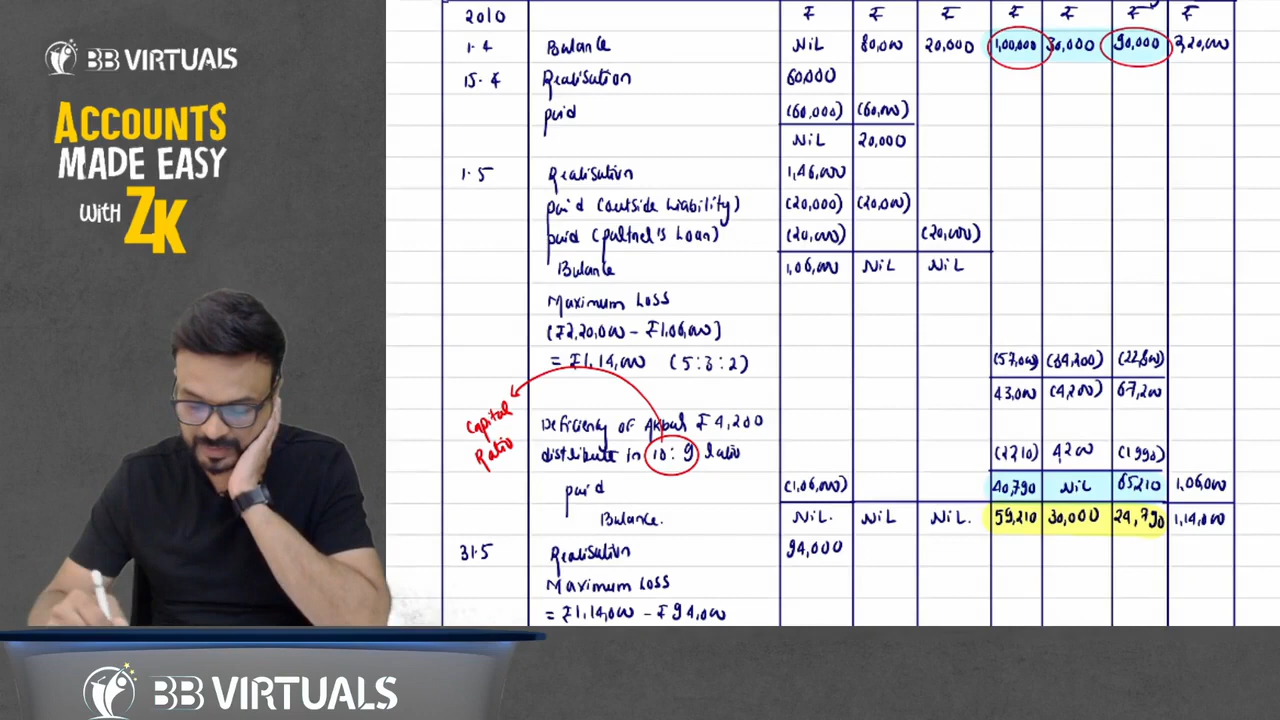 BB VIRTUALS
ACCOUNTS
MADE EASY
WITH ZK
2010 ₹ ₹ ₹ ₹ ₹ ₹ ₹
1.4 Balance NIL 80,000 20,000 1,00,000 30,000 90,000 2,20,000
15.4 Realisation 60,000
paid (60,000) (60,000)
NIL 20,000
1.5 Realisation 1,46,000
paid (outside Liability) (20,000) (20,000)
paid (partner's Loan) (20,000) (20,000)
Balance 1,06,000 NIL NIL
Maximum Loss
(₹2,20,000 - ₹1,06,000)
= ₹1,14,000 (5:3:2) (57,000) (34,200) (22,800)
43,000 (4,200) 67,200
Capital Ratio
Deficiency of Akbar ₹4,200
distribute in 10:9 ratio (2210) 4200 (1990)
paid (1,06,000) 40,790 NIL 65210 1,06,000
Balance. NIL. NIL NIL. 59,210 30,000 24,790 1,14,000
31.5 Realisation 94,000
Maximum Loss
= ₹1,14,000 - ₹94,000
BB VIRTUALS